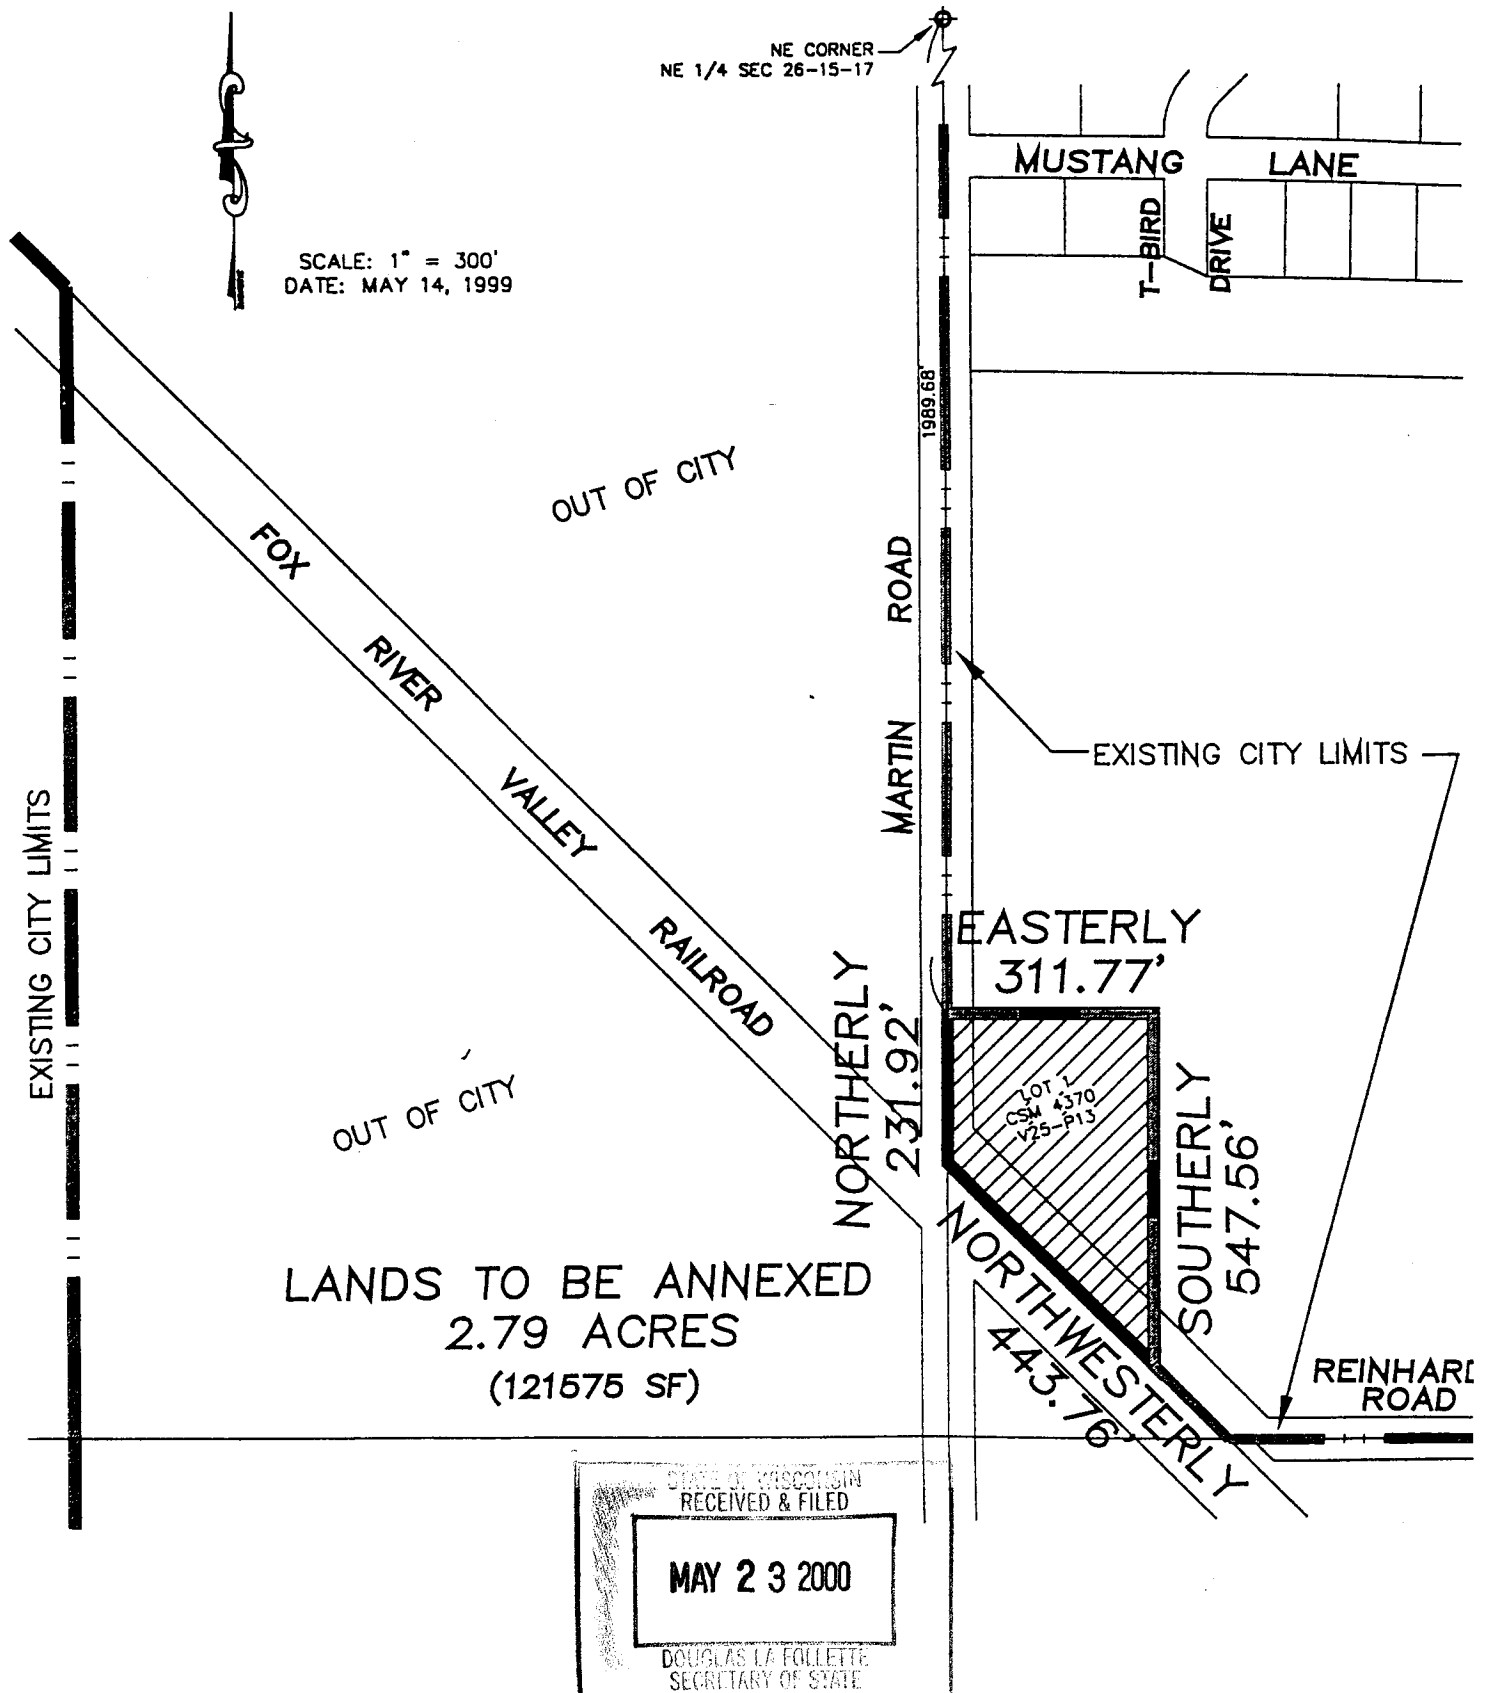 NE CORNER
NE 1/4 SEC 26-15-17
MUSTANG LANE
T-BIRD
DRIVE
SCALE: 1" = 300'
DATE: MAY 14, 1999
1989.68'
OUT OF CITY
FOX RIVER VALLEY RAILROAD
MARTIN ROAD
EXISTING CITY LIMITS
EXISTING CITY LIMITS
EASTERLY
311.77'
NORTHERLY
231.92'
LOT 1
CSM 4370
V25-P13
SOUTHERLY
547.56'
OUT OF CITY
NORTHWESTERLY
443.76'
LANDS TO BE ANNEXED
2.79 ACRES
(121575 SF)
REINHARD
ROAD
STATE OF WISCONSIN
RECEIVED & FILED
MAY 23 2000
DOUGLAS LA FOLLETTE
SECRETARY OF STATE